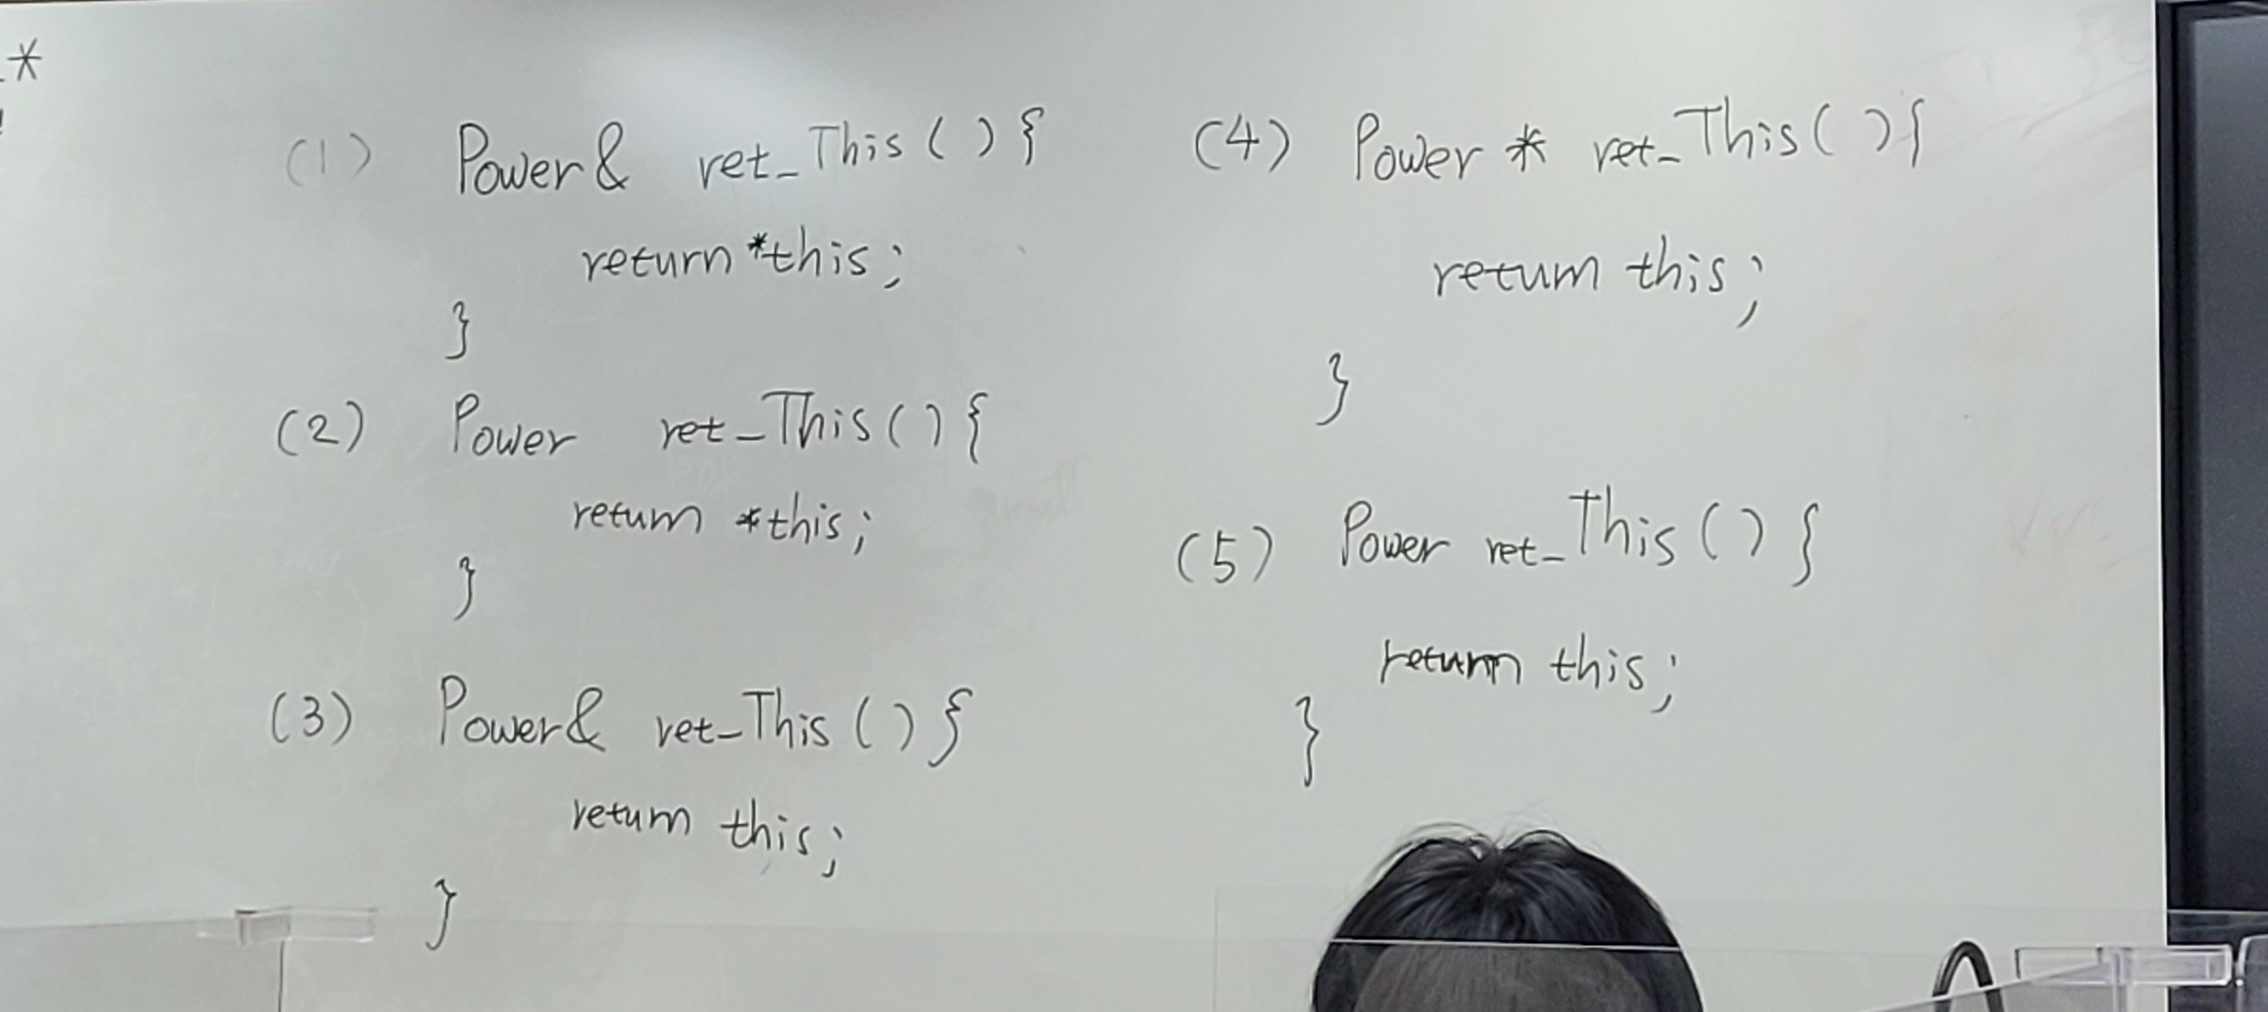 *
(1) Power& ret_This(){
return *this;
}
(2) Power ret_This(){
return *this;
}
(3) Power& ret_This(){
return this;
}
(4) Power * ret_This(){
return this;
}
(5) Power ret_This(){
return this;
}